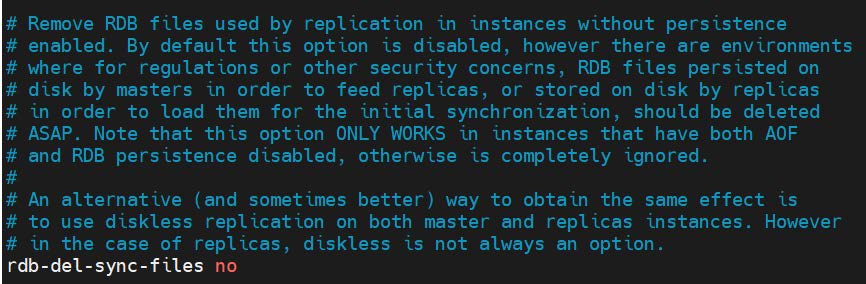 # Remove RDB files used by replication in instances without persistence
# enabled. By default this option is disabled, however there are environments
# where for regulations or other security concerns, RDB files persisted on
# disk by masters in order to feed replicas, or stored on disk by replicas
# in order to load them for the initial synchronization, should be deleted
# ASAP. Note that this option ONLY WORKS in instances that have both AOF
# and RDB persistence disabled, otherwise is completely ignored.
#
# An alternative (and sometimes better) way to obtain the same effect is
# to use diskless replication on both master and replicas instances. However
# in the case of replicas, diskless is not always an option.
rdb-del-sync-files no